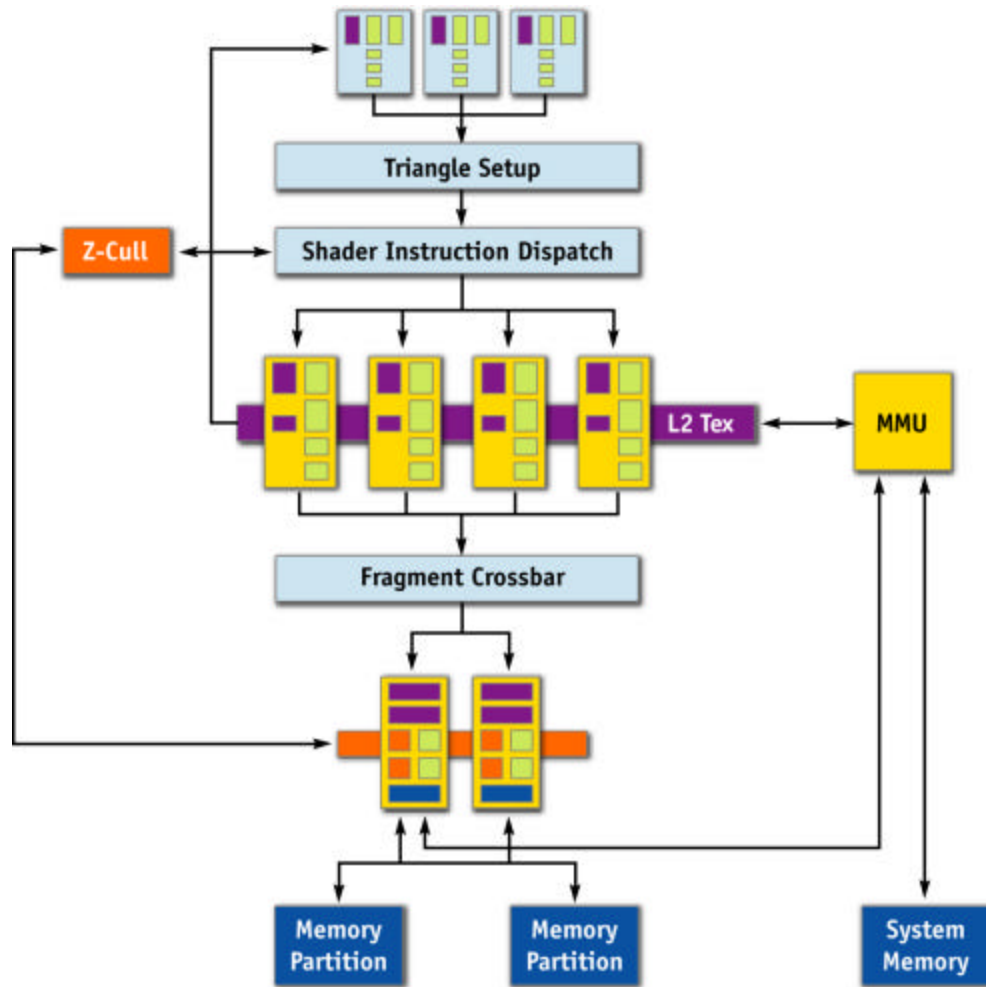 Triangle Setup
Z-Cull
Shader Instruction Dispatch
L2 Tex
MMU
Fragment Crossbar
Memory
Partition
Memory
Partition
System
Memory